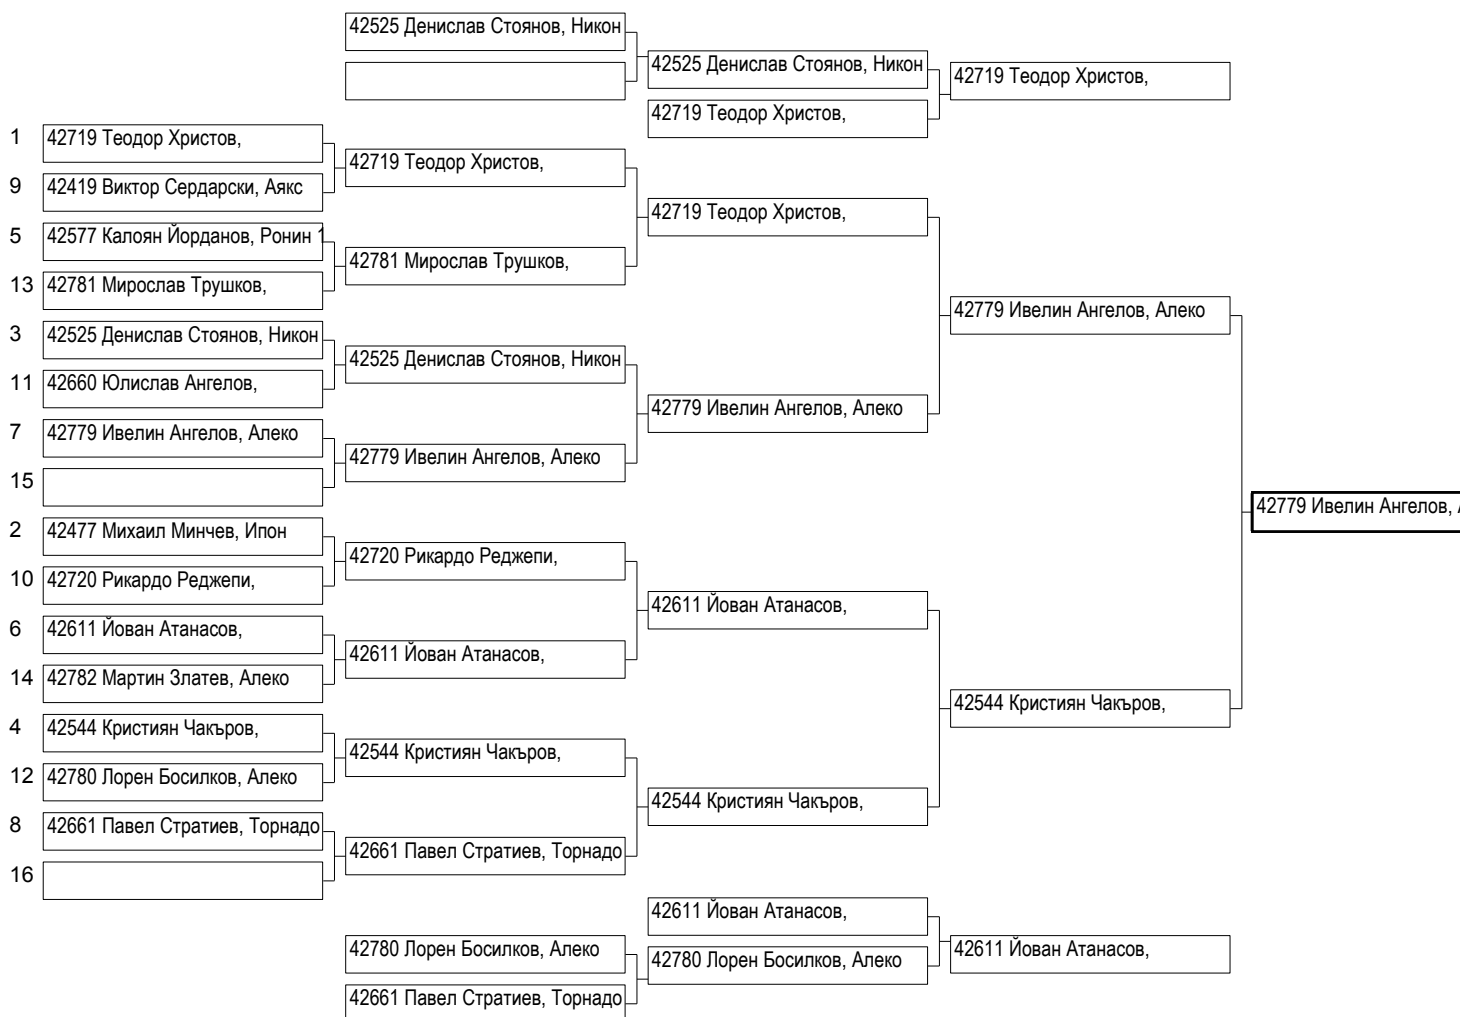 42525 Денислав Стоянов, Никон
42525 Денислав Стоянов, Никон
42719 Теодор Христов,
42719 Теодор Христов,
1 42719 Теодор Христов,
42719 Теодор Христов,
9 42419 Виктор Сердарски, Аякс
42719 Теодор Христов,
5 42577 Калоян Йорданов, Ронин 1
42781 Мирослав Трушков,
13 42781 Мирослав Трушков,
42779 Ивелин Ангелов, Алеко
3 42525 Денислав Стоянов, Никон
42525 Денислав Стоянов, Никон
11 42660 Юлислав Ангелов,
42779 Ивелин Ангелов, Алеко
7 42779 Ивелин Ангелов, Алеко
42779 Ивелин Ангелов, Алеко
15
42779 Ивелин Ангелов,
2 42477 Михаил Минчев, Ипон
42720 Рикардо Реджепи,
10 42720 Рикардо Реджепи,
42611 Йован Атанасов,
6 42611 Йован Атанасов,
42611 Йован Атанасов,
14 42782 Мартин Златев, Алеко
42544 Кристиян Чакъров,
4 42544 Кристиян Чакъров,
42544 Кристиян Чакъров,
12 42780 Лорен Босилков, Алеко
42544 Кристиян Чакъров,
8 42661 Павел Стратиев, Торнадо
42661 Павел Стратиев, Торнадо
16
42611 Йован Атанасов,
42780 Лорен Босилков, Алеко
42780 Лорен Босилков, Алеко
42611 Йован Атанасов,
42661 Павел Стратиев, Торнадо